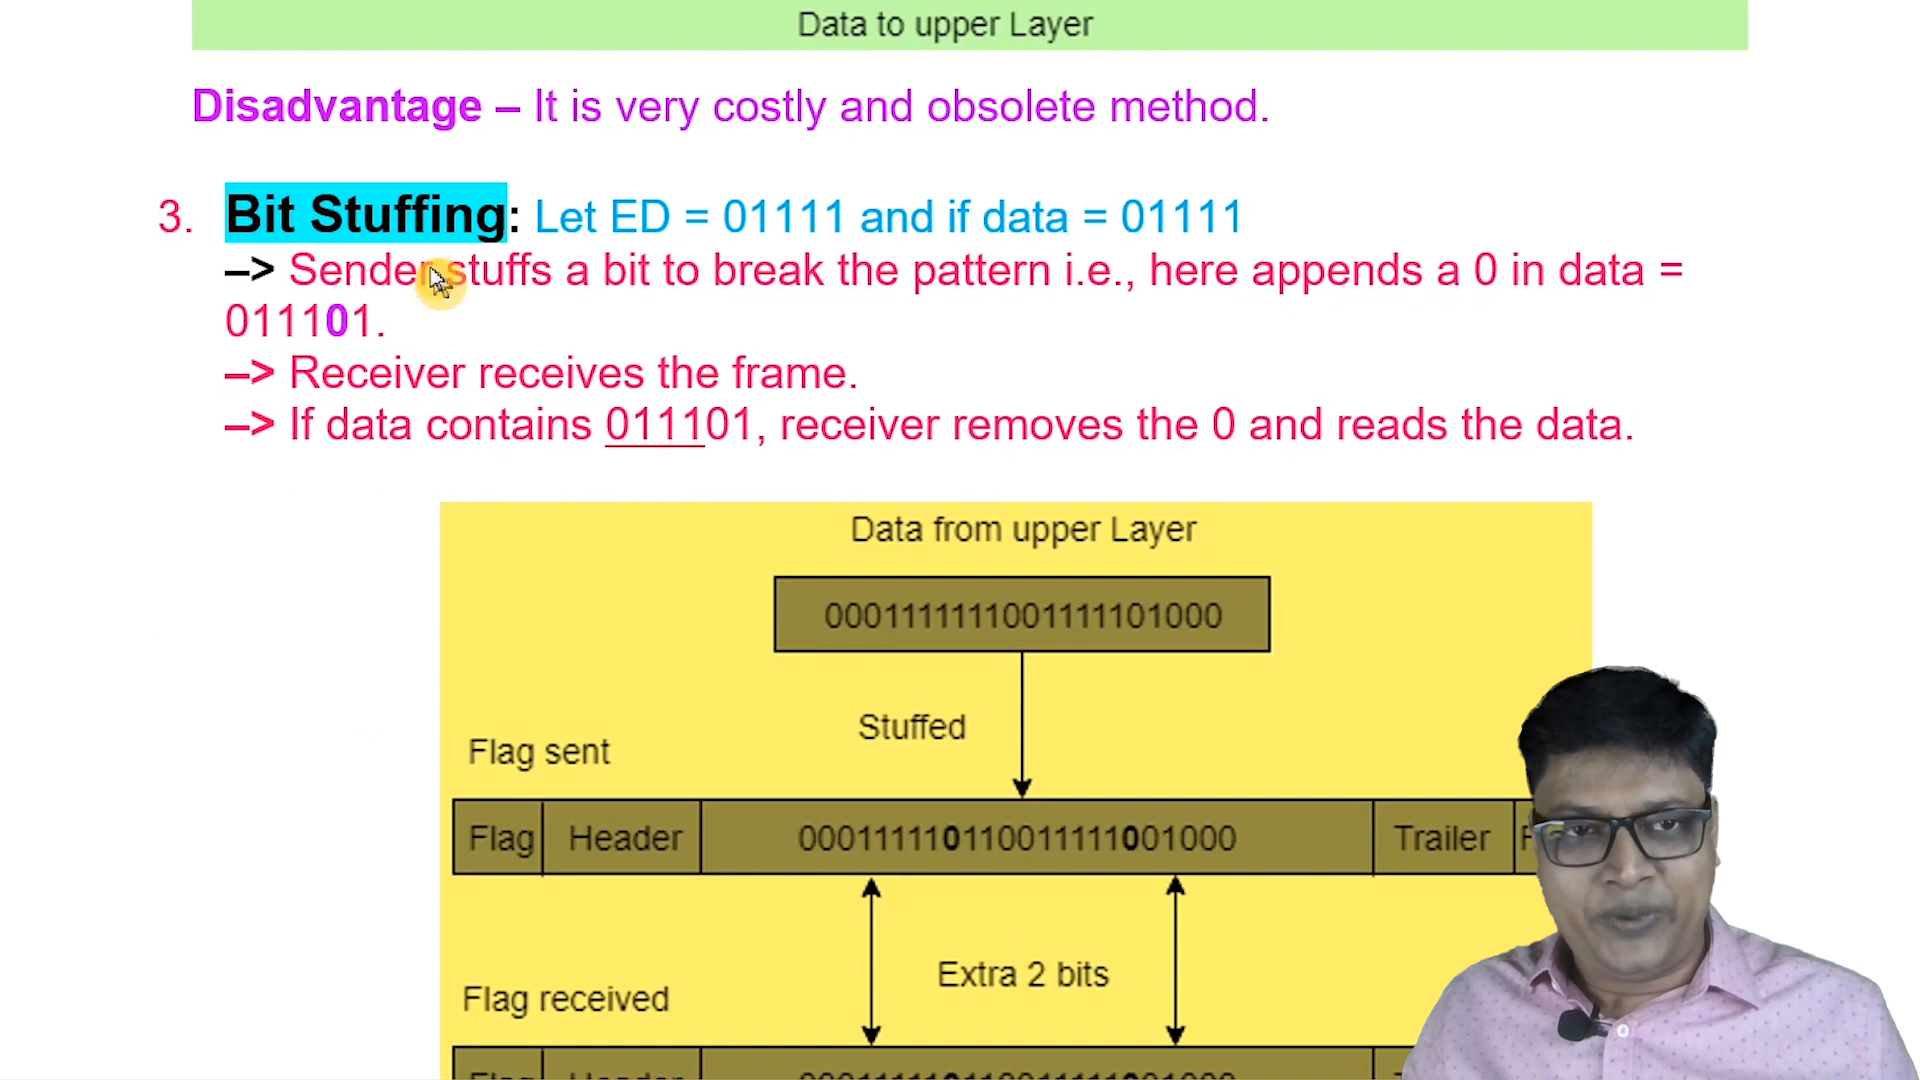 Data to upper Layer
Disadvantage – It is very costly and obsolete method.
3. Bit Stuffing: Let ED = 01111 and if data = 01111
–> Sender stuffs a bit to break the pattern i.e., here appends a 0 in data =
011101.
–> Receiver receives the frame.
–> If data contains 011101, receiver removes the 0 and reads the data.
Data from upper Layer
0001111111001111101000
Stuffed
Flag sent
Flag Header 000111110110011111001000 Trailer
Extra 2 bits
Flag received